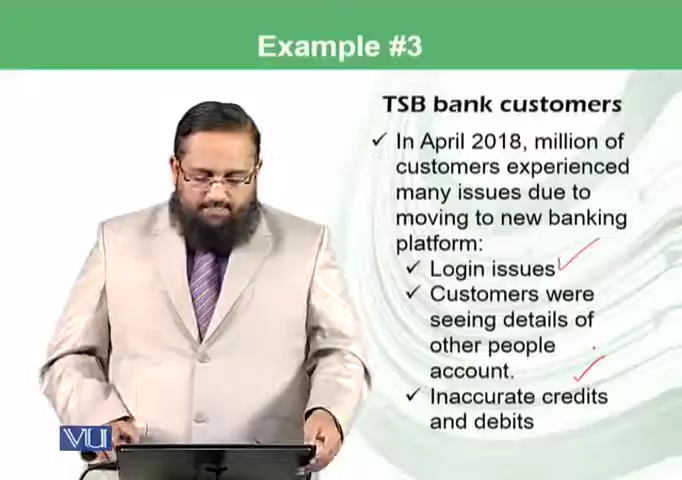 Example #3
TSB bank customers
In April 2018, million of
customers experienced
many issues due to
moving to new banking
platform:
Login issues
Customers were
seeing details of
other people
account.
Inaccurate credits
and debits
VU